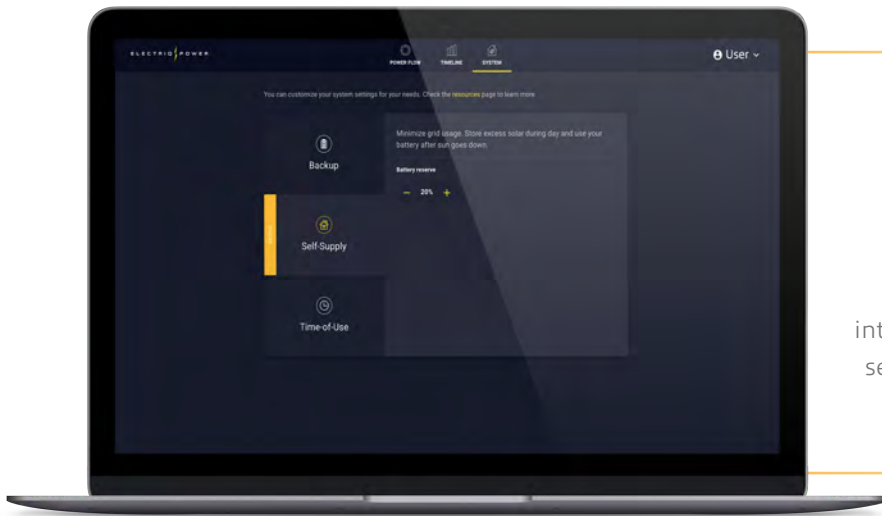 ELECTRIQ POWER
POWER FLOW
TIMELINE
SYSTEM
User
You can customize your system settings for your needs. Check the resources page to learn more
Backup
Minimize grid usage. Store excess solar during day and use your
battery after sun goes down.
Battery reserve
− 20% +
Self-Supply
Time-of-Use
int
se